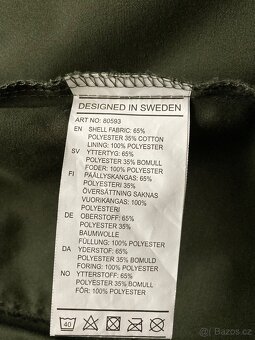 DESIGNED IN SWEDEN
ART NO: 60593
EN SHELL FABRIC: 65%
POLYESTER 35% COTTON
LINING: 100% POLYESTER
SV YTTERTYG: 65%
POLYESTER 35% BOMULL
FODER: 100% POLYESTER
FI PÄÄLLYSKANGAS: 65%
POLYESTERI 35%
ÖVERSÄTTNING SAKNAS
VUORIKANGAS: 100%
POLYESTERI
DE OBERSTOFF: 65%
POLYESTER 35%
BAUMWOLLE
FÜLLUNG: 100% POLYESTER
DA YDERSTOF: 65%
POLYESTER 35% BOMULD
FORING: 100% POLYESTER
NO YTTERSTOFF: 65%
POLYESTER 35% BOMULL
FÔR: 100% POLYESTER
40
Bazoš.cz